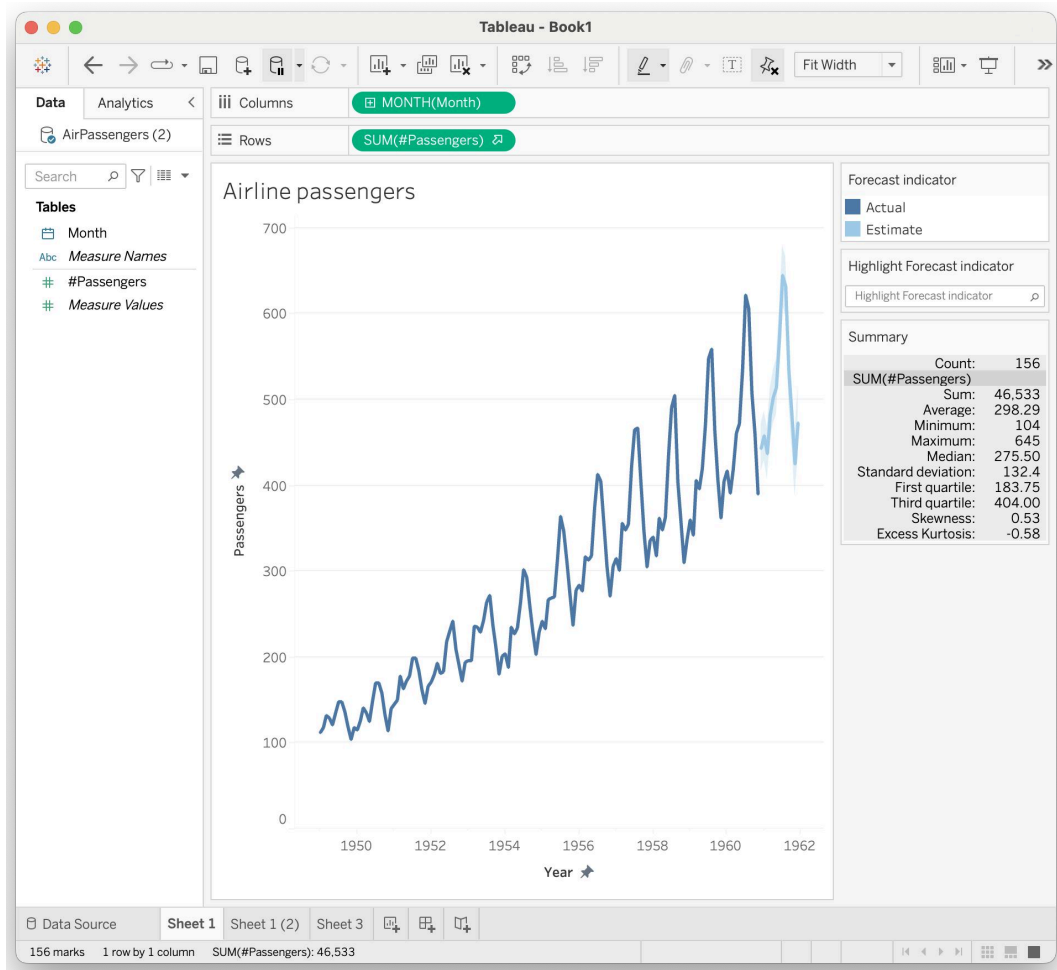 Tableau - Book1
Fit Width
Data
Analytics
AirPassengers (2)
Search
Tables
Month
Abc Measure Names
#Passengers
Measure Values
Columns
MONTH(Month)
Rows
SUM(#Passengers)
Airline passengers
700
600
500
400
300
200
100
0
Passengers
1950 1952 1954 1956 1958 1960 1962
Year
Forecast indicator
Actual
Estimate
Highlight Forecast indicator
Highlight Forecast indicator
Summary
Count: 156
SUM(#Passengers)
Sum: 46,533
Average: 298.29
Minimum: 104
Maximum: 645
Median: 275.50
Standard deviation: 132.4
First quartile: 183.75
Third quartile: 404.00
Skewness: 0.53
Excess Kurtosis: -0.58
Data Source Sheet 1 Sheet 1 (2) Sheet 3
156 marks 1 row by 1 column SUM(#Passengers): 46,533